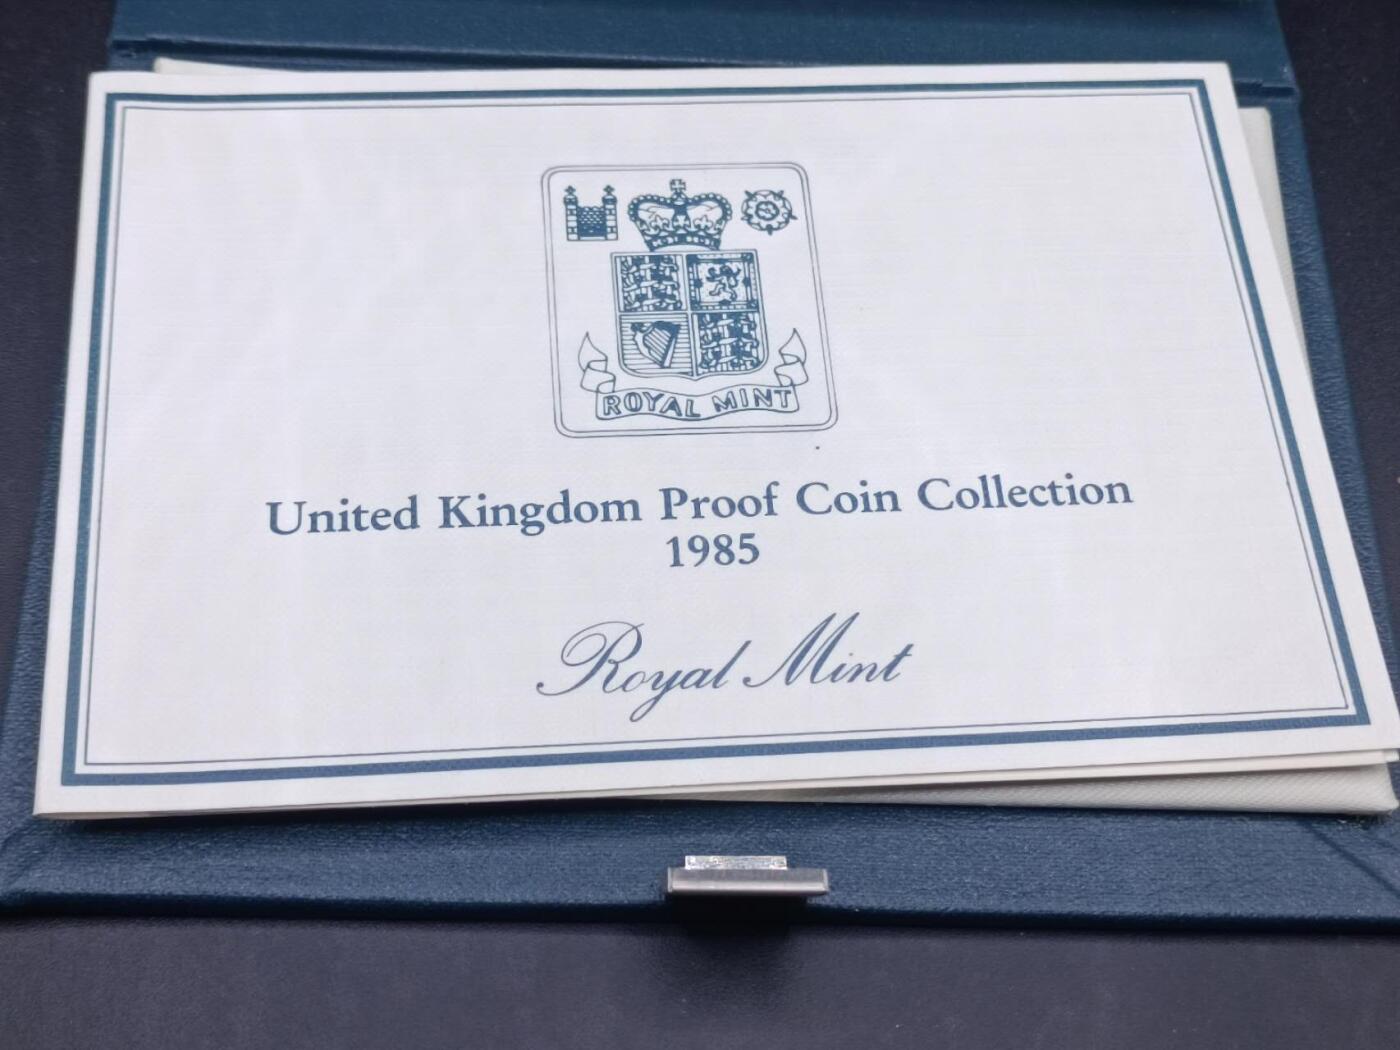 ROYAL MINT
United Kingdom Proof Coin Collection
1985
Royal Mint